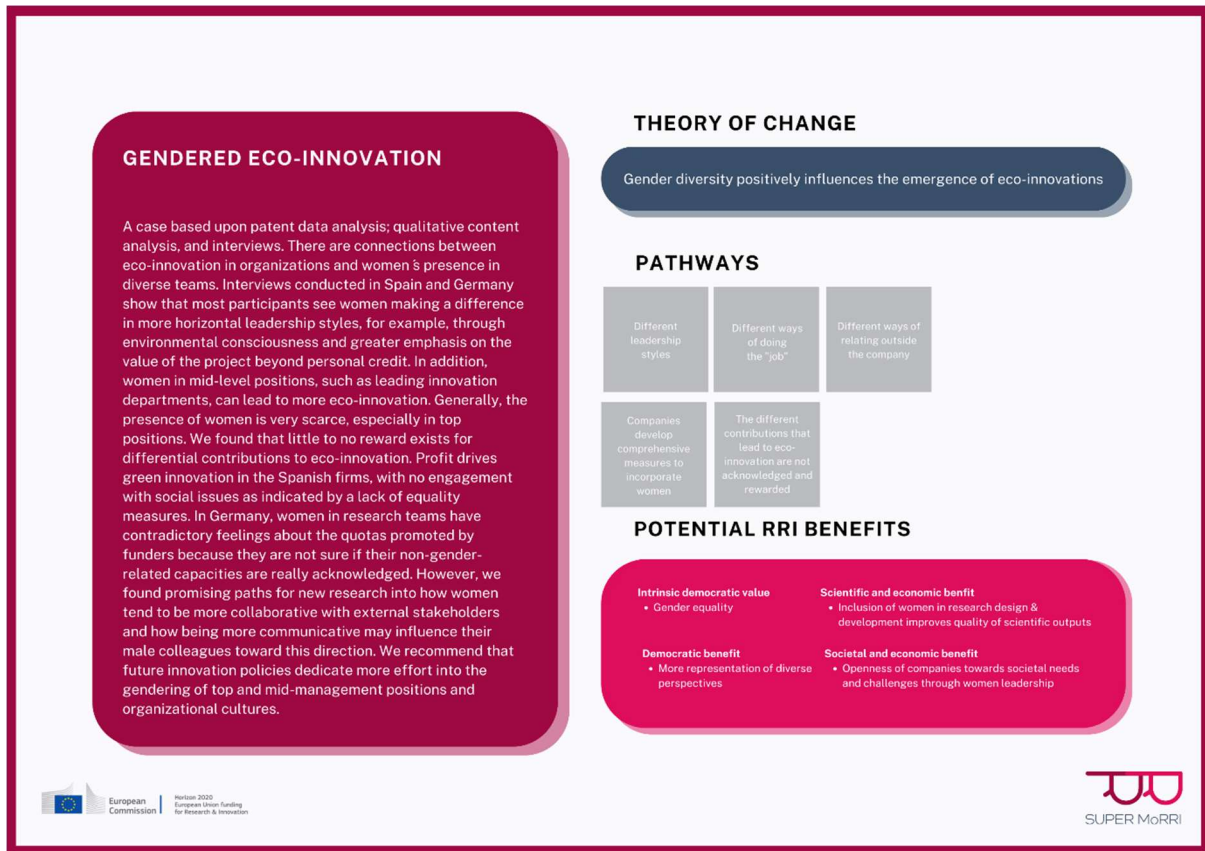 GENDERED ECO-INNOVATION
A case based upon patent data analysis; qualitative content
analysis, and interviews. There are connections between
eco-innovation in organizations and women ́s presence in
diverse teams. Interviews conducted in Spain and Germany
show that most participants see women making a difference
in more horizontal leadership styles, for example, through
environmental consciousness and greater emphasis on the
value of the project beyond personal credit. In addition,
women in mid-level positions, such as leading innovation
departments, can lead to more eco-innovation. Generally, the
presence of women is very scarce, especially in top
positions. We found that little to no reward exists for
differential contributions to eco-innovation. Profit drives
green innovation in the Spanish firms, with no engagement
with social issues as indicated by a lack of equality
measures. In Germany, women in research teams have
contradictory feelings about the quotas promoted by
funders because they are not sure if their non-gender-
related capacities are really acknowledged. However, we
found promising paths for new research into how women
tend to be more collaborative with external stakeholders
and how being more communicative may influence their
male colleagues toward this direction. We recommend that
future innovation policies dedicate more effort into the
gendering of top and mid-management positions and
organizational cultures.
THEORY OF CHANGE
Gender diversity positively influences the emergence of eco-innovations
PATHWAYS
Different
leadership
styles
Different ways
of doing
the "job"
Different ways of
relating outside
the company
Companies
develop
comprehensive
measures to
incorporate
women
The different
contributions that
lead to eco-
innovation are not
acknowledged and
rewarded
POTENTIAL RRI BENEFITS
Intrinsic democratic value
• Gender equality
Scientific and economic benfit
• Inclusion of women in research design &
development improves quality of scientific outputs
Democratic benefit
• More representation of diverse
perspectives
Societal and economic benefit
• Openness of companies towards societal needs
and challenges through women leadership
European
Commission
Horizon 2020
European Union funding
for Research & Innovation
SUPER MoRRI